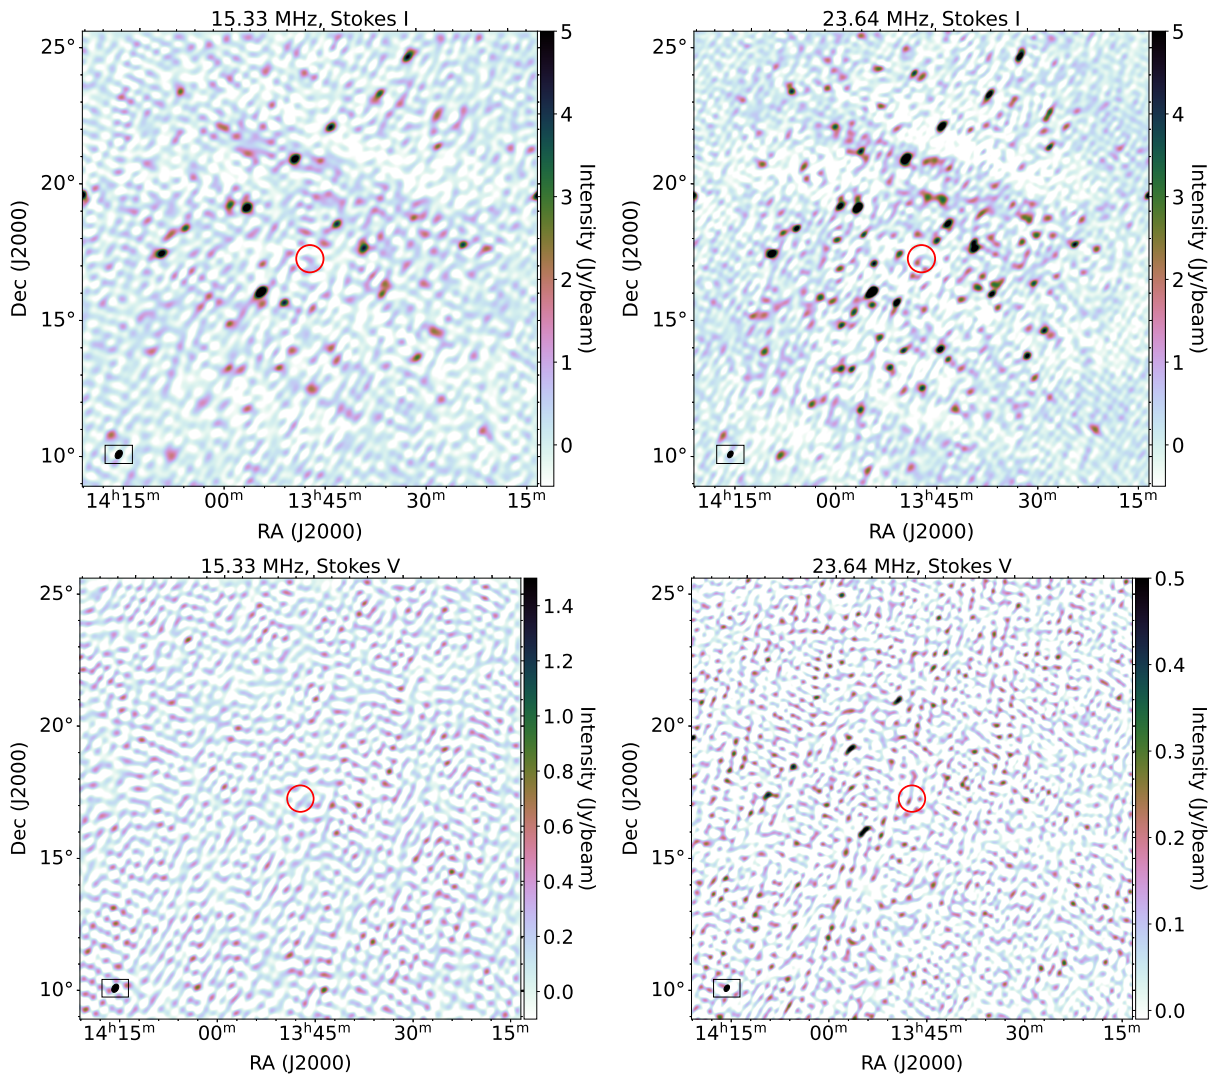 15.33 MHz, Stokes I
25°
20°
15°
10°
Dec (J2000)
14ʰ15ᵐ 00ᵐ 13ʰ45ᵐ 30ᵐ 15ᵐ
RA (J2000)
5
4
3
2
1
0
Intensity (Jy/beam)
23.64 MHz, Stokes I
25°
20°
15°
10°
Dec (J2000)
14ʰ15ᵐ 00ᵐ 13ʰ45ᵐ 30ᵐ 15ᵐ
RA (J2000)
5
4
3
2
1
0
Intensity (Jy/beam)
15.33 MHz, Stokes V
25°
20°
15°
10°
Dec (J2000)
14ʰ15ᵐ 00ᵐ 13ʰ45ᵐ 30ᵐ 15ᵐ
RA (J2000)
1.4
1.2
1.0
0.8
0.6
0.4
0.2
0.0
Intensity (Jy/beam)
23.64 MHz, Stokes V
25°
20°
15°
10°
Dec (J2000)
14ʰ15ᵐ 00ᵐ 13ʰ45ᵐ 30ᵐ 15ᵐ
RA (J2000)
0.5
0.4
0.3
0.2
0.1
0.0
Intensity (Jy/beam)